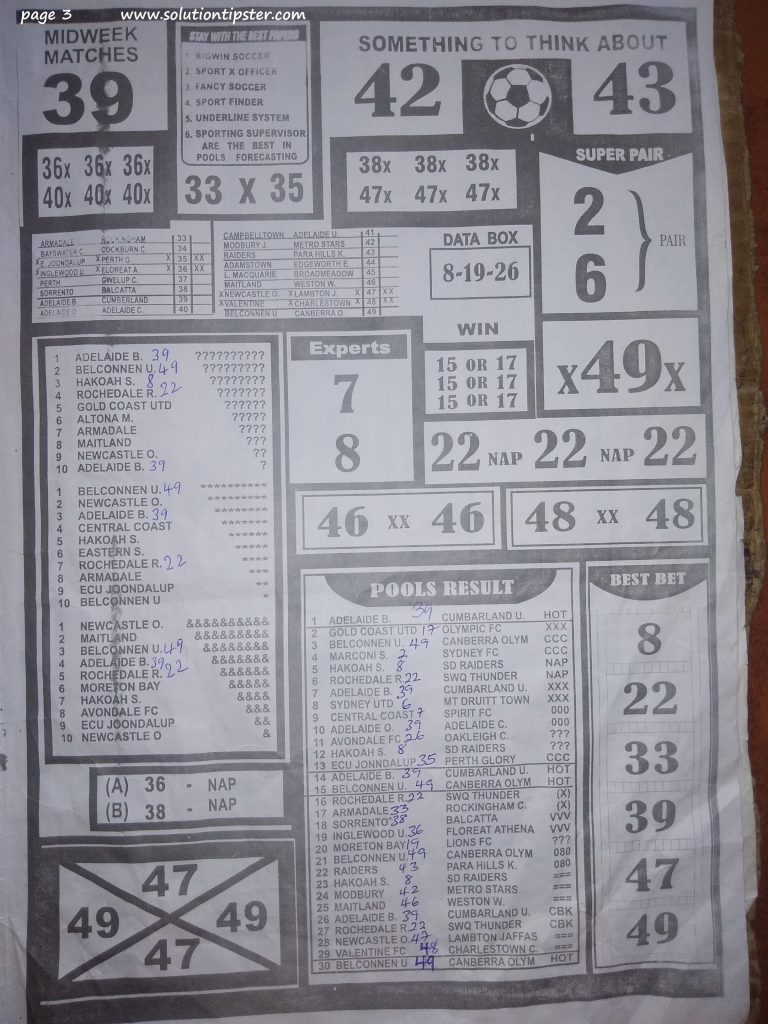 page 3 www.solutiontipster.com
MIDWEEK
MATCHES
39
36x 36x 36x
40x 40x 40x
STAY WITH THE BEST PAPERS
1 BIGWIN SOCCER
2. SPORT X OFFICER
3. FANCY SOCCER
4. SPORT FINDER
5. UNDERLINE SYSTEM
6. SPORTING SUPERVISOR
ARE THE BEST IN
POOLS FORECASTING
33 X 35
SOMETHING TO THINK ABOUT
42 43
38x 38x 38x
47x 47x 47x
SUPER PAIR
2
6
PAIR
ARMADALE ROCKINGHAM 33
BAYSWATER C. COCKBURN C. 34
X E. JOONDALUP X PERTH G. X 35 XX
X INGLEWOOD U. X FLOREAT A. X 36 XX
PERTH GWELUP C. 37
SORRENTO BALCATTA 38
ADELAIDE B. CUMBERLAND 39
ADELAIDE O. ADELAIDE C. 40
CAMPBELLTOWN ADELAIDE U. 41
MODBURY J. METRO STARS 42
RAIDERS PARA HILLS K. 43
ADAMSTOWN EDGEWORTH E. 44
L. MACQUARIE BROADMEADOW 45
MAITLAND WESTON W. 46
X NEWCASTLE O. X LAMBTON J. X 47 XX
X VALENTINE X CHARLESTOWN X 48 XX
BELCONNEN U CANBERRA O. 49
DATA BOX
8-19-26
WIN
15 OR 17
15 OR 17
15 OR 17
X49X
1 ADELAIDE B. 39 ??????????
2 BELCONNEN U. 49 ?????????
3 HAKOAH S. 8 ????????
4 ROCHEDALE R. 22 ???????
5 GOLD COAST UTD ??????
6 ALTONA M. ?????
7 ARMADALE ????
8 MAITLAND ???
9 NEWCASTLE O. ??
10 ADELAIDE B. 39 ?
1 BELCONNEN U. 49 **********
2 NEWCASTLE O. *********
3 ADELAIDE B. 39 ********
4 CENTRAL COAST *******
5 HAKOAH S. ******
6 EASTERN S. *****
7 ROCHEDALE R. 22 ****
8 ARMADALE ***
9 ECU JOONDALUP **
10 BELCONNEN U *
1 NEWCASTLE O. &&&&&&&&&&
2 MAITLAND &&&&&&&&&
3 BELCONNEN U. 49 &&&&&&&&
4 ADELAIDE B. 39 &&&&&&&
5 ROCHEDALE R. 22 &&&&&&
6 MORETON BAY &&&&&
7 HAKOAH S. &&&&
8 AVONDALE FC &&&
9 ECU JOONDALUP &&
10 NEWCASTLE O &
Experts
7
8
22 NAP 22 NAP 22
46 xx 46
48 xx 48
POOLS RESULT
1 ADELAIDE B. 39 CUMBARLAND U. HOT
2 GOLD COAST UTD 17 OLYMPIC FC XXX
3 BELCONNEN U. 49 CANBERRA OLYM CCC
4 MARCONI S. 2 SYDNEY FC CCC
5 HAKOAH S. 8 SD RAIDERS NAP
6 ROCHEDALE R. 22 SWQ THUNDER NAP
7 ADELAIDE B. 39 CUMBERLAND U. XXX
8 SYDNEY UTD 6 MT DRUITT TOWN XXX
9 CENTRAL COAST 7 SPIRIT FC 000
10 ADELAIDE O. 39 ADELAIDE C. 000
11 AVONDALE FC 26 OAKLEIGH C. ???
12 HAKOAH S. 8 SD RAIDERS ???
13 ECU JONNDALUP 35 PERTH GLORY CCC
14 ADELAIDE B. 39 CUMBERLAND U. HOT
15 BELCONNEN U. 49 CANBERRA OLYM HOT
16 ROCHEDALE R. 22 SWQ THUNDER (X)
17 ARMADALE 33 ROCKINGHAM C. (X)
18 SORRENTO 38 BALCATTA VVV
19 INGLEWOOD U. 36 FLOREAT ATHENA VVV
20 MORETON BAY 19 LIONS FC ???
21 BELCONNEN U. 49 CANBERRA OLYM 080
22 RAIDERS 43 PARA HILLS K. 080
23 HAKOAH S. 8 SD RAIDERS ===
24 MODBURY 42 METRO STARS ===
25 MAITLAND 46 WESTON W. ===
26 ADELAIDE B. 39 CUMBERLAND U. CBK
27 ROCHEDALE R. 22 SWQ THUNDER CBK
28 NEWCASTLE O. 47 LAMBTON JAFFAS ===
29 VALENTINE FC 48 CHARLESTOWN C. ===
30 BELCONNEN U 49 CANBERRA OLYM HOT
BEST BET
8
22
33
39
47
49
(A) 36 - NAP
(B) 38 - NAP
47
49 49
47